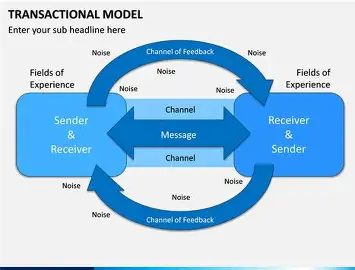 TRANSACTIONAL MODEL
Enter your sub headline here
Noise
Noise
Channel of Feedback
Noise
Noise
Fields of
Experience
Fields of
Experience
Noise
Noise
Channel
Sender
&
Receiver
Message
Receiver
&
Sender
Channel
Noise
Noise
Noise
Noise
Noise
Noise
Channel of Feedback